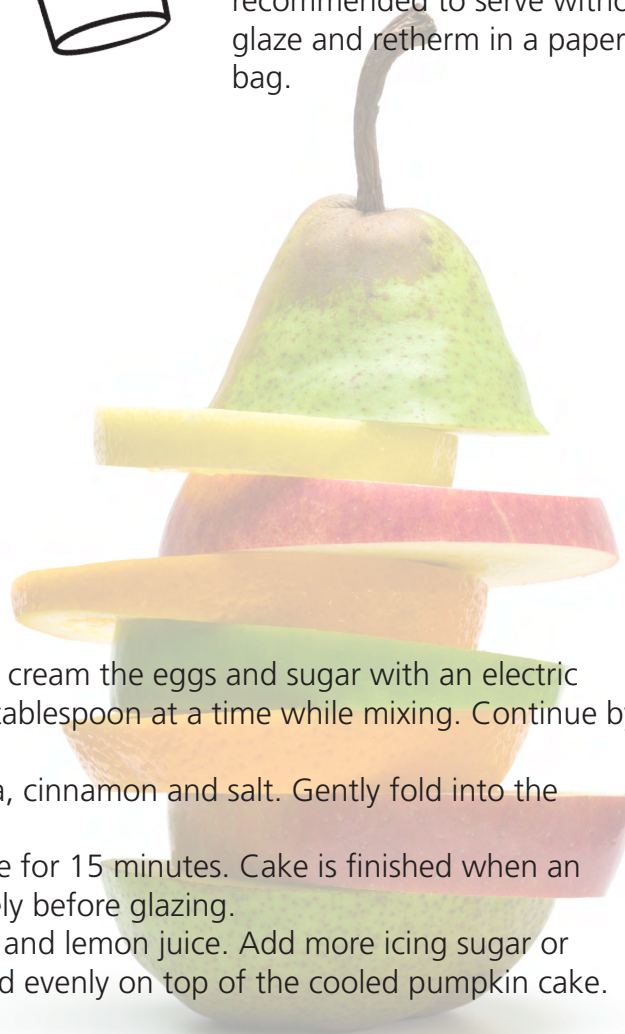 recommended to serve without
glaze and retherm in a paper
bag.
cream the eggs and sugar with an electric
tablespoon at a time while mixing. Continue by
, cinnamon and salt. Gently fold into the
for 15 minutes. Cake is finished when an
before glazing.
and lemon juice. Add more icing sugar or
evenly on top of the cooled pumpkin cake.